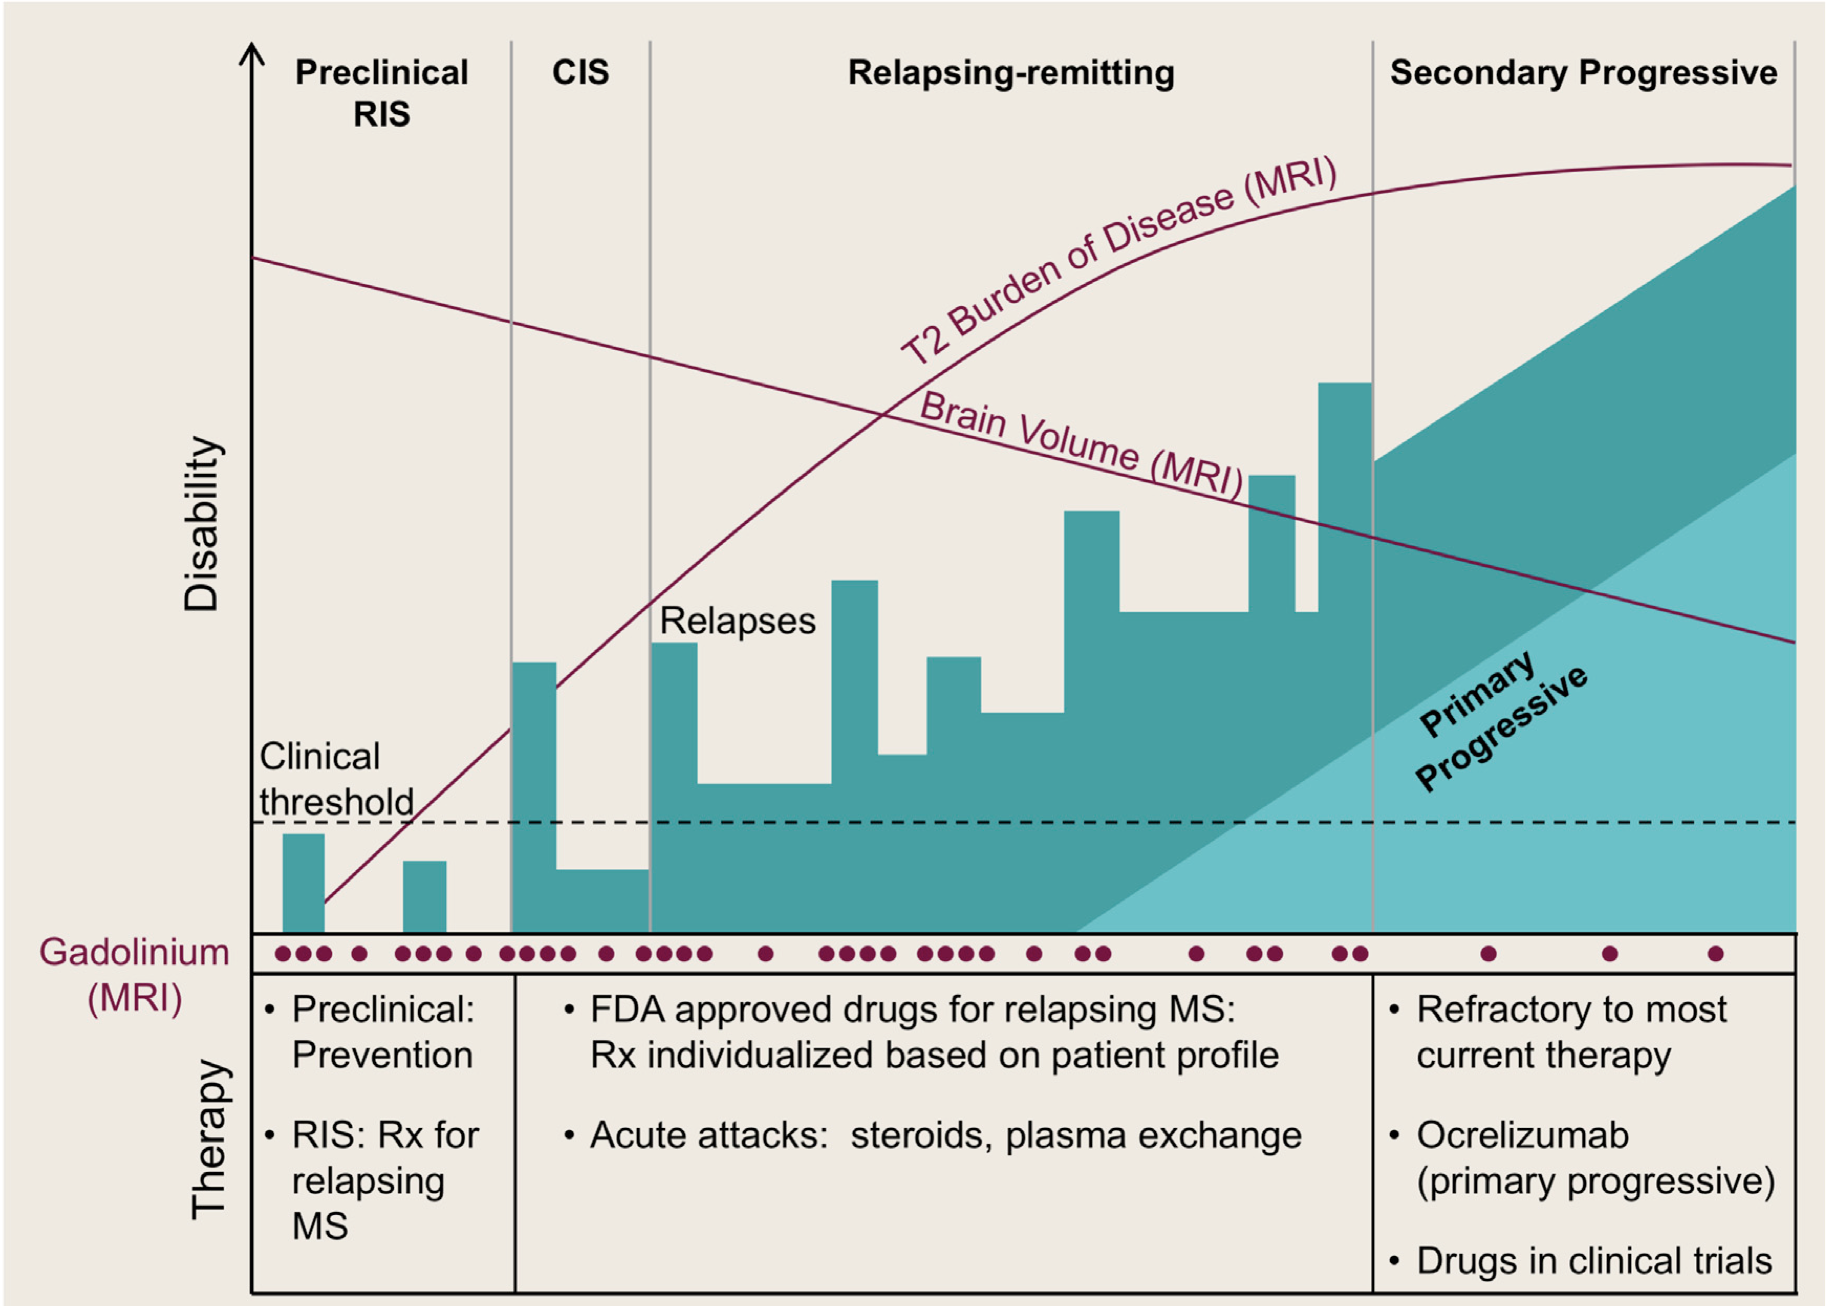 Preclinical
RIS
CIS
Relapsing-remitting
Secondary Progressive
T2 Burden of Disease (MRI)
Brain Volume (MRI)
Disability
Relapses
Clinical
threshold
Primary
Progressive
Gadolinium
(MRI)
Therapy
• Preclinical:
Prevention
• RIS: Rx for
relapsing
MS
• FDA approved drugs for relapsing MS:
Rx individualized based on patient profile
• Acute attacks: steroids, plasma exchange
• Refractory to most
current therapy
• Ocrelizumab
(primary progressive)
• Drugs in clinical trials